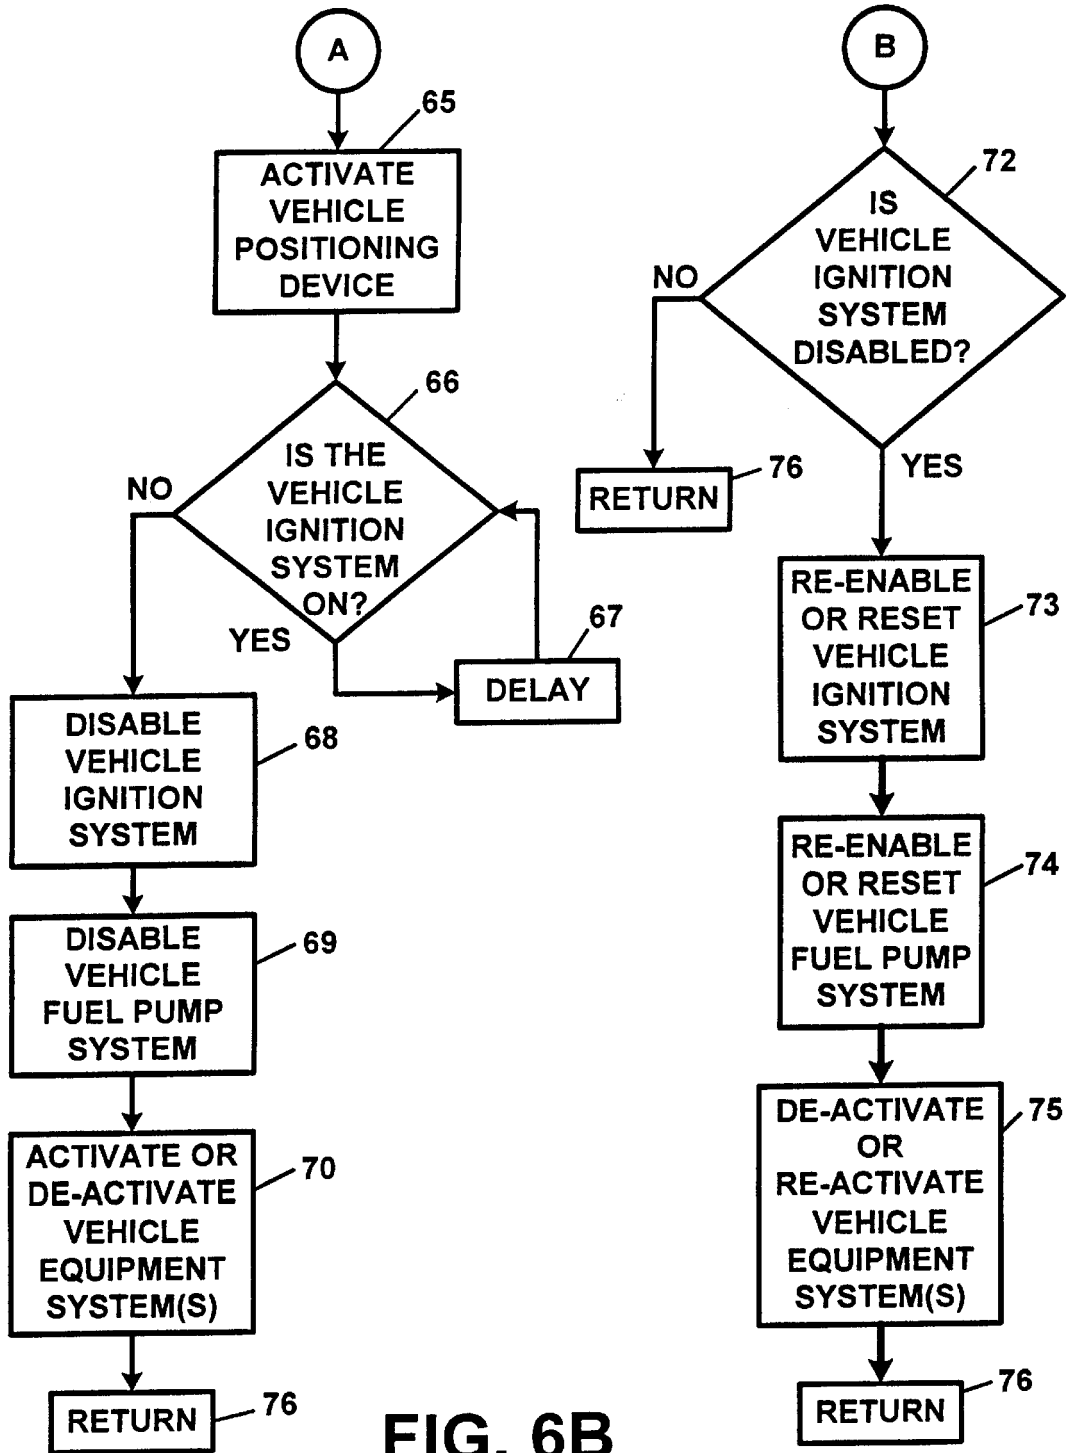 A
65
ACTIVATE
VEHICLE
POSITIONING
DEVICE
66
IS THE
VEHICLE
IGNITION
SYSTEM
ON?
NO
YES
67
DELAY
DISABLE
VEHICLE
IGNITION
SYSTEM
68
DISABLE
VEHICLE
FUEL PUMP
SYSTEM
69
ACTIVATE OR
DE-ACTIVATE
VEHICLE
EQUIPMENT
SYSTEM(S)
70
RETURN
76
B
72
IS
VEHICLE
IGNITION
SYSTEM
DISABLED?
NO
RETURN
76
YES
RE-ENABLE
OR RESET
VEHICLE
IGNITION
SYSTEM
73
RE-ENABLE
OR RESET
VEHICLE
FUEL PUMP
SYSTEM
74
DE-ACTIVATE
OR
RE-ACTIVATE
VEHICLE
EQUIPMENT
SYSTEM(S)
75
RETURN
76
FIG. 6B